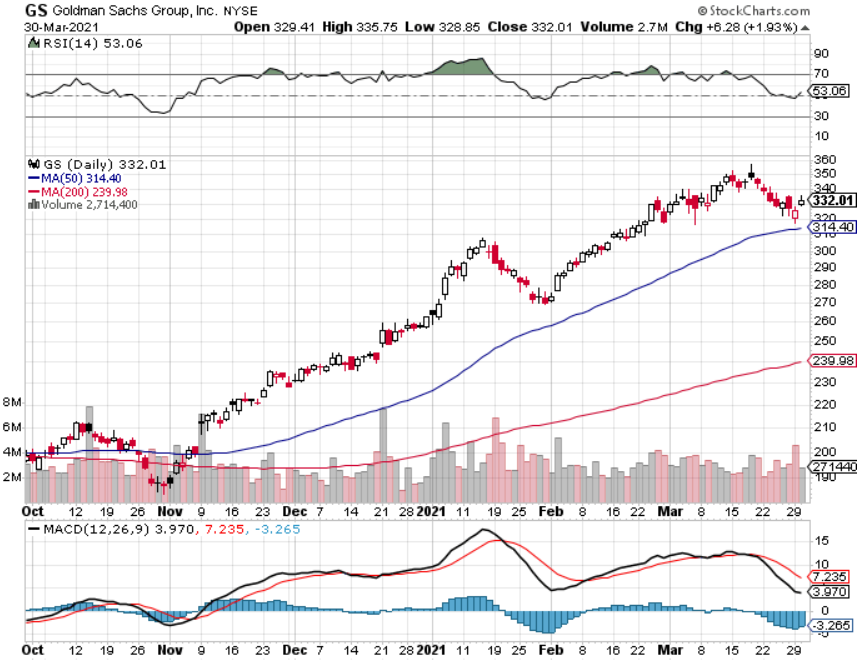 GS Goldman Sachs Group, Inc. NYSE © StockCharts.com
30-Mar-2021 Open 329.41 High 335.75 Low 328.85 Close 332.01 Volume 2.7M Chg +6.28 (+1.93%)
RSI(14) 53.06
90
70
53.06
30
10
GS (Daily) 332.01
MA(50) 314.40
MA(200) 239.98
Volume 2,714,400
360
350
340
332.01
320
314.40
310
300
290
280
270
260
250
239.98
230
220
210
200
190
8M
6M
4M
2M
2714400
Oct 12 19 26 Nov 9 16 23 Dec 7 14 21 28 2021 11 19 25 Feb 8 16 22 Mar 8 15 22 29
MACD(12,26,9) 3.970, 7.235, -3.265
15
10
7.235
3.970
0
-3.265
-5
Oct 12 19 26 Nov 9 16 23 Dec 7 14 21 28 2021 11 19 25 Feb 8 16 22 Mar 8 15 22 29